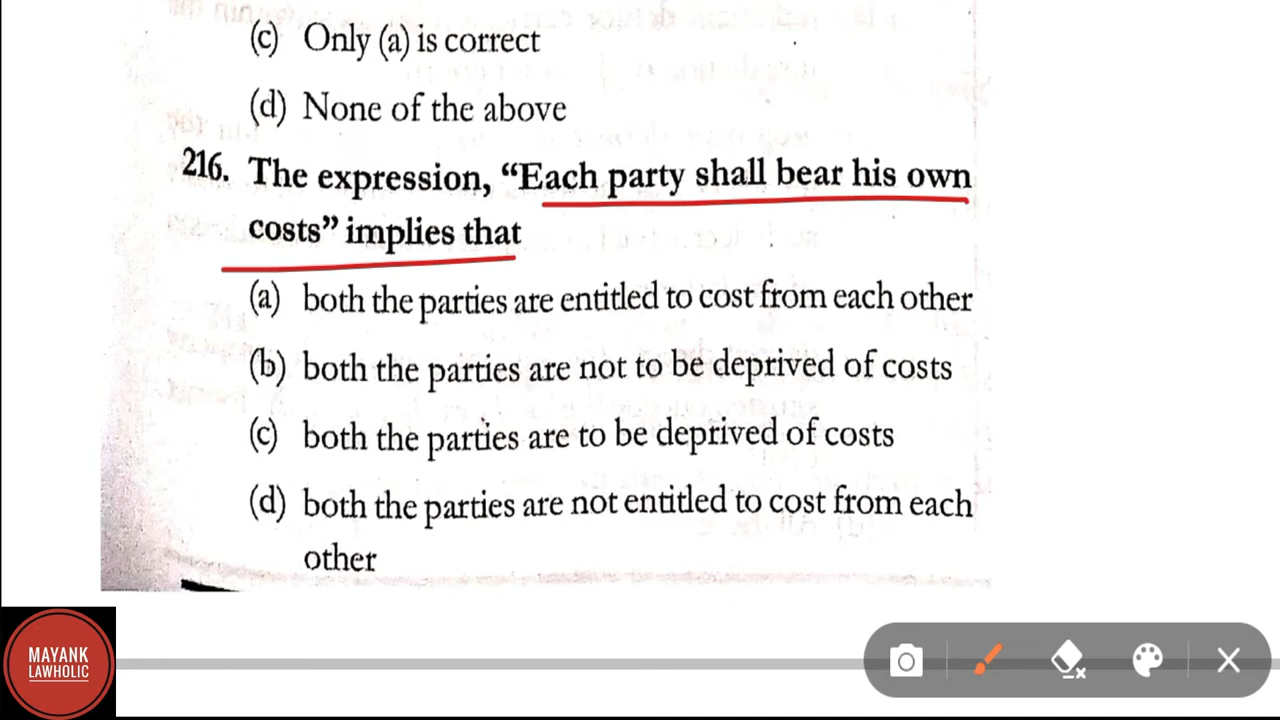 (c) Only (a) is correct
(d) None of the above
216. The expression, “Each party shall bear his own
costs” implies that
(a) both the parties are entitled to cost from each other
(b) both the parties are not to be deprived of costs
(c) both the parties are to be deprived of costs
(d) both the parties are not entitled to cost from each
other
MAYANK
LAWHOLIC